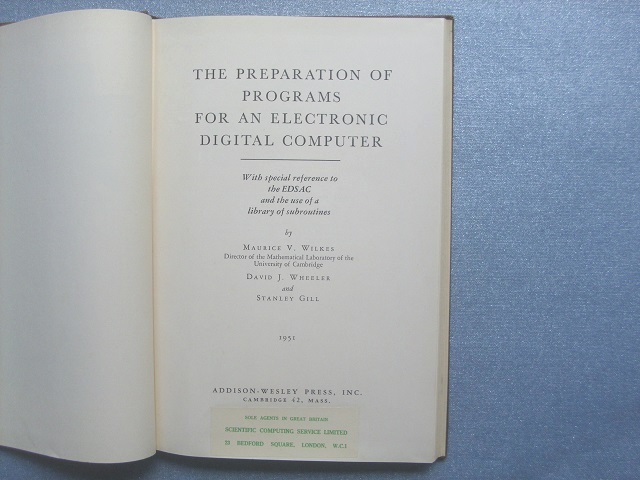 THE PREPARATION OF
PROGRAMS
FOR AN ELECTRONIC
DIGITAL COMPUTER
With special reference to
the EDSAC
and the use of a
library of subroutines
by
MAURICE V. WILKES
Director of the Mathematical Laboratory of the
University of Cambridge
DAVID J. WHEELER
and
STANLEY GILL
1951
ADDISON-WESLEY PRESS, INC.
CAMBRIDGE 42, MASS.
SOLE AGENTS IN GREAT BRITAIN
SCIENTIFIC COMPUTING SERVICE LIMITED
23 BEDFORD SQUARE, LONDON, W.C.1